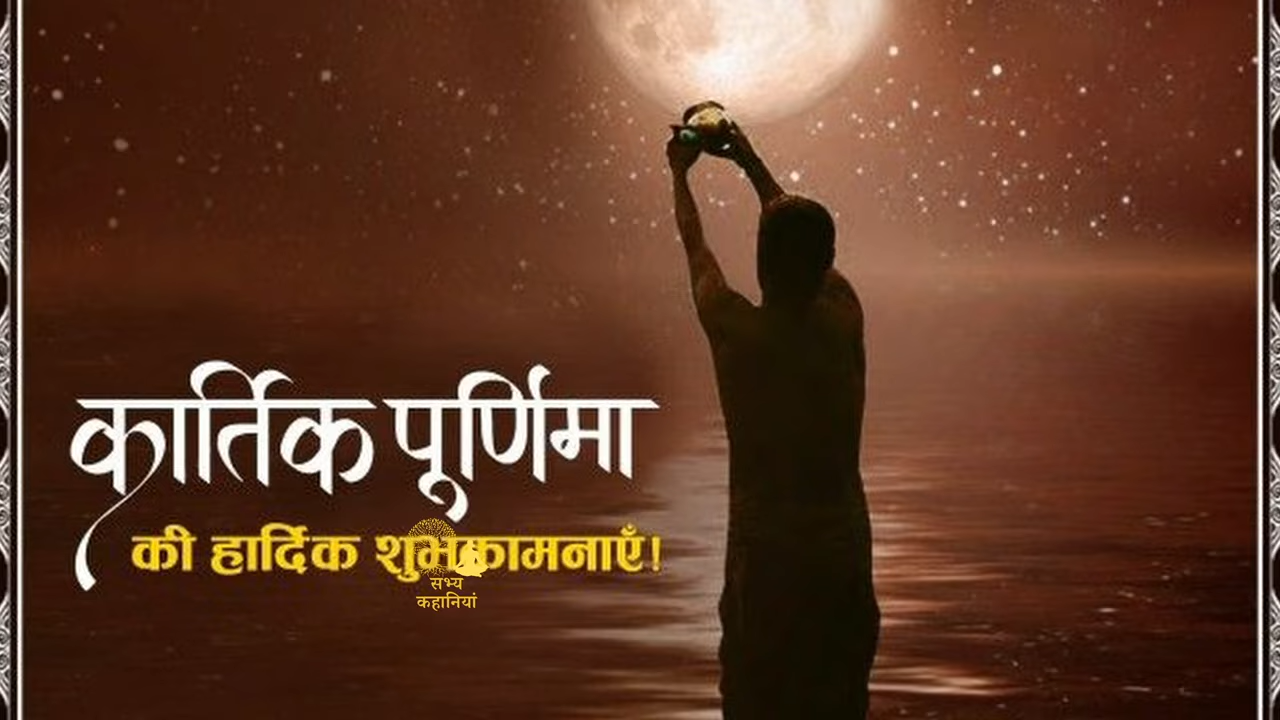 कार्तिक पूर्णिमा
की हार्दिक शुभकामनाएँ!
सभ्य
कहानियां